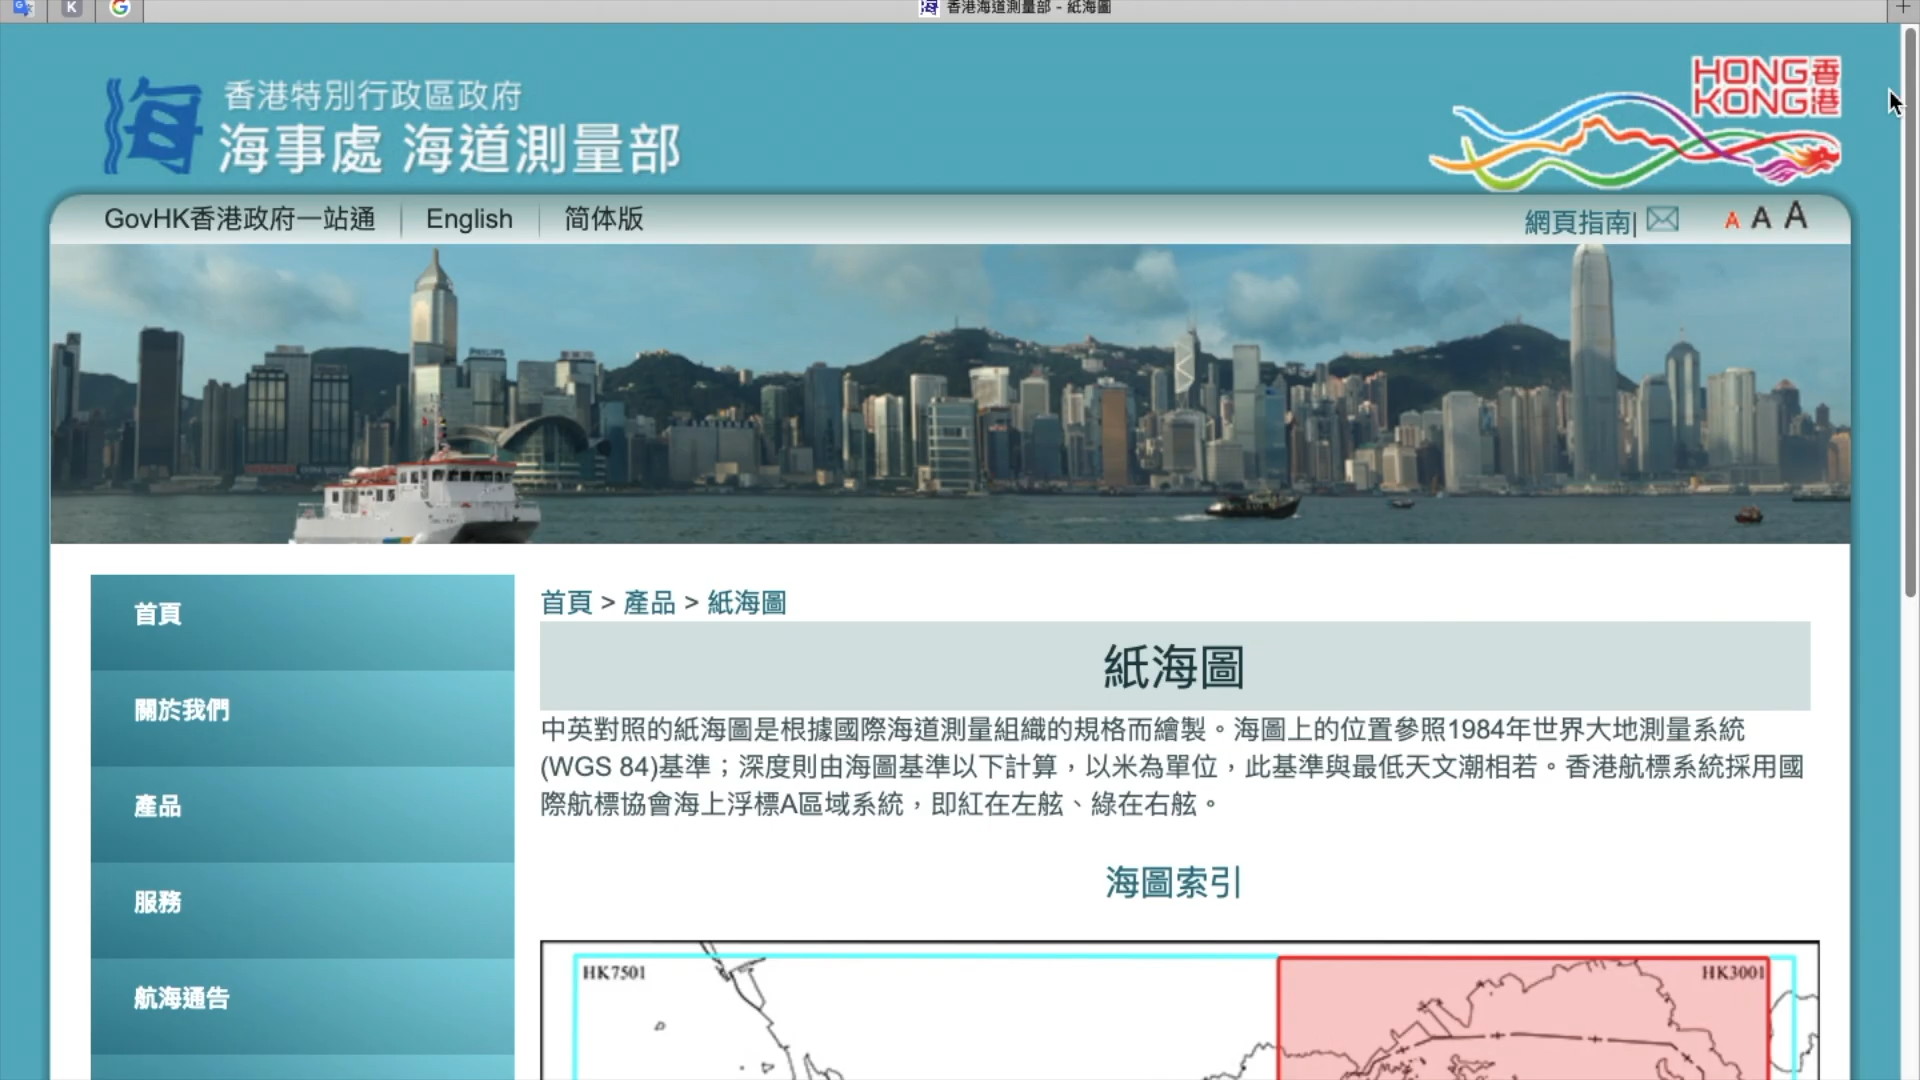 香港海道測量部 - 紙海圖
K
G
香港特別行政區政府
海事處 海道測量部
海
HONG KONG 香港
GovHK香港政府一站通
English
简体版
網頁指南|
A A A
PHILIPS
首頁
關於我們
產品
服務
航海通告
首頁 > 產品 > 紙海圖
紙海圖
中英對照的紙海圖是根據國際海道測量組織的規格而繪製。海圖上的位置參照1984年世界大地測量系統
(WGS 84)基準；深度則由海圖基準以下計算，以米為單位，此基準與最低天文潮相若。香港航標系統採用國
際航標協會海上浮標A區域系統，即紅在左舷、綠在右舷。
海圖索引
HK7501
HK3001